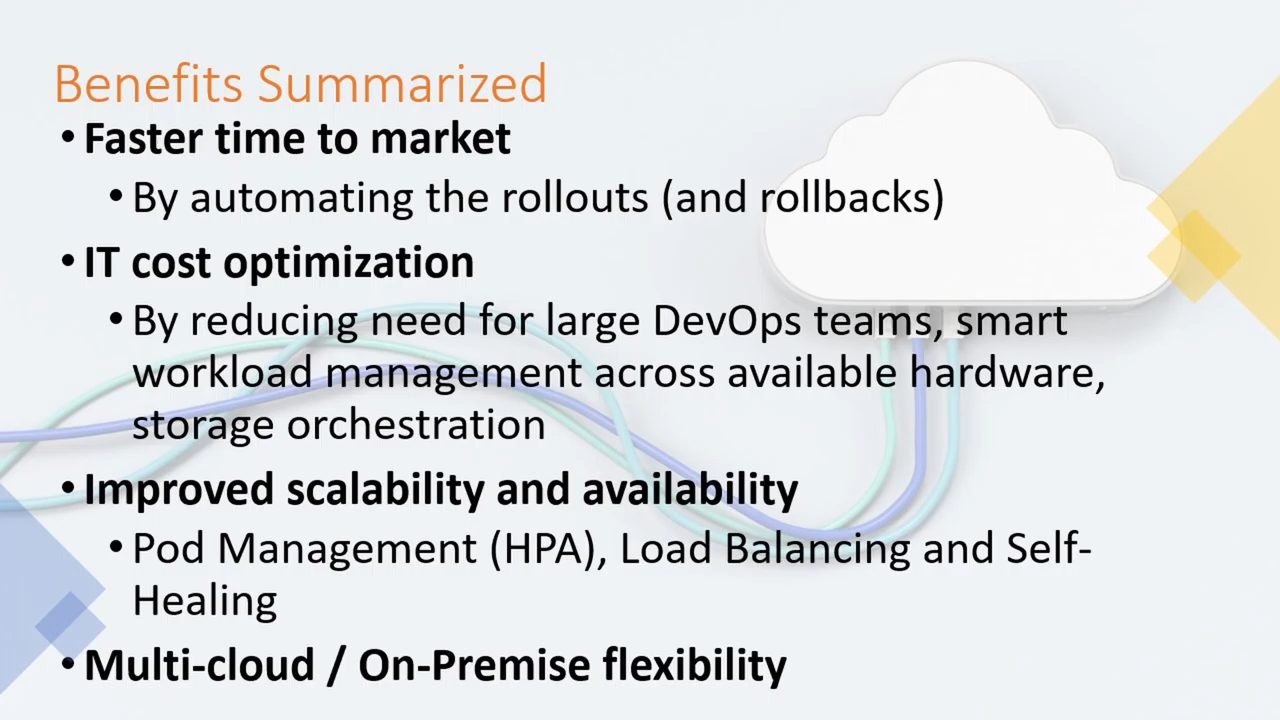 Benefits Summarized
• Faster time to market
• By automating the rollouts (and rollbacks)
• IT cost optimization
• By reducing need for large DevOps teams, smart
workload management across available hardware,
storage orchestration
• Improved scalability and availability
• Pod Management (HPA), Load Balancing and Self-
Healing
• Multi-cloud / On-Premise flexibility